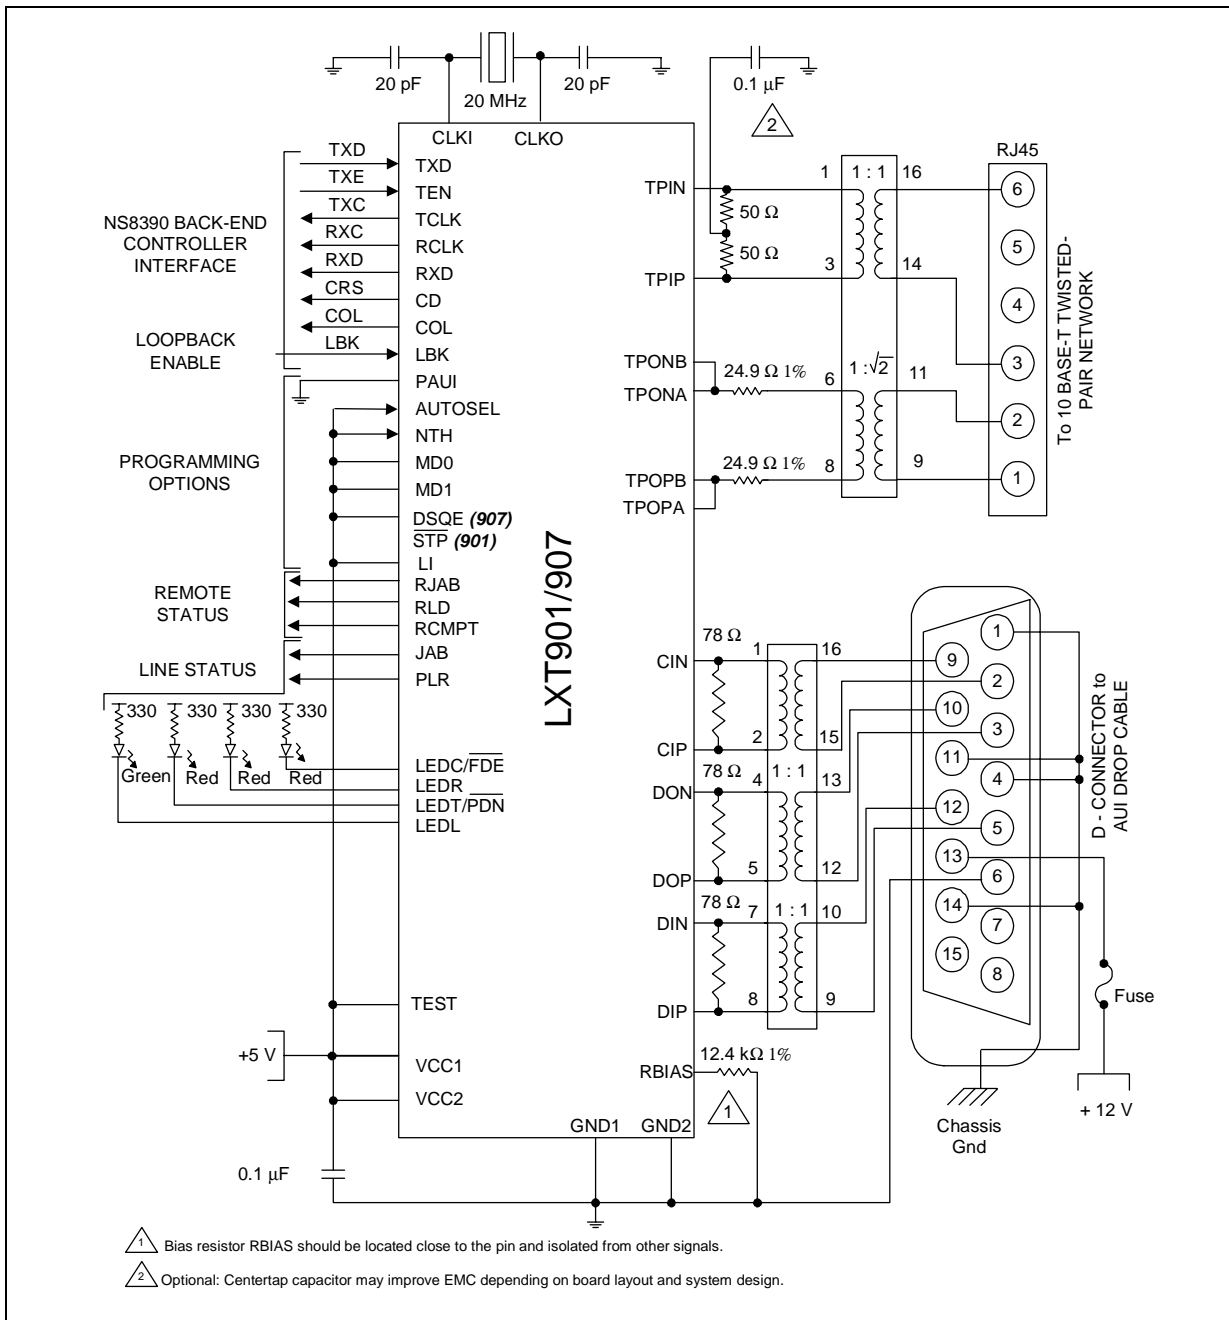 20 pF
20 MHz
20 pF
0.1 µF
2
CLKI
CLKO
NS8390 BACK-END
CONTROLLER
INTERFACE
LOOPBACK
ENABLE
PROGRAMMING
OPTIONS
REMOTE
STATUS
LINE STATUS
TXD
TXE
TXC
RXC
RXD
CRS
COL
LBK
TXD
TEN
TCLK
RCLK
RXD
CD
COL
LBK
PAUI
AUTOSEL
NTH
MD0
MD1
DSQE (907)
STP (901)
LI
RJAB
RLD
RCMPT
JAB
PLR
330
330
330
330
Green
Red
Red
Red
LEDC/FDE
LEDR
LEDT/PDN
LEDL
TEST
+5 V
VCC1
VCC2
0.1 µF
LXT901/907
GND1
GND2
TPIN
TPIP
TPONB
TPONA
TPOPB
TPOPA
CIN
CIP
DON
DOP
DIN
DIP
RBIAS
50 Ω
50 Ω
24.9 Ω 1%
24.9 Ω 1%
1
1 : 1
16
3
14
6
1 :√2
11
8
9
RJ45
6
5
4
3
2
1
To 10 BASE-T TWISTED-
PAIR NETWORK
78 Ω
1
16
2
15
78 Ω
4
1 : 1
13
5
12
78 Ω
7
1 : 1
10
8
9
12.4 kΩ 1%
1
1
9
2
10
3
11
4
12
5
13
6
14
7
15
8
D - CONNECTOR to
AUI DROP CABLE
Fuse
+ 12 V
Chassis
Gnd
1 Bias resistor RBIAS should be located close to the pin and isolated from other signals.
2 Optional: Centertap capacitor may improve EMC depending on board layout and system design.